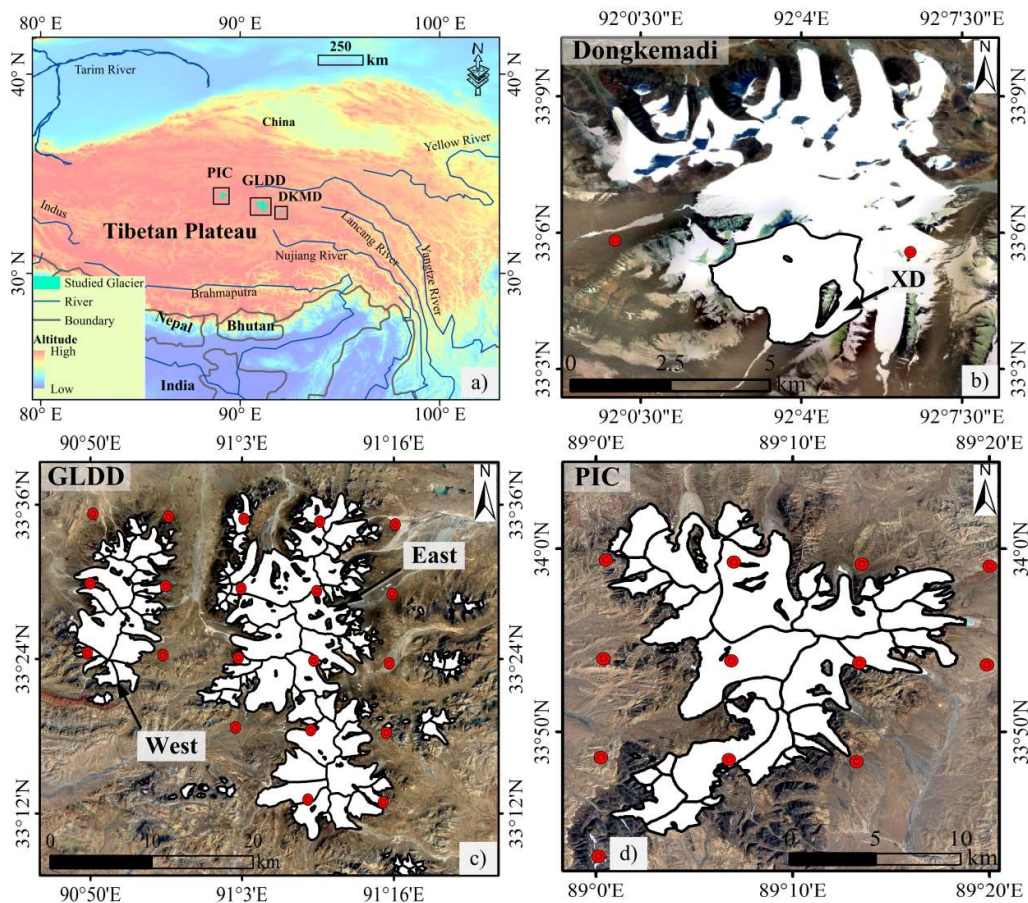 80° E
90° E
100° E
250
km
N
40° N
40° N
Tarim River
China
Yellow River
PIC
GLDD
DKMD
Indus
Tibetan Plateau
Lancang River
Nujiang River
Yangtze River
30° N
30° N
Studied Glacier
River
Boundary
Altitude
High
Low
Brahmaputra
Nepal
Bhutan
India
a)
80° E
90° E
100° E
92°0'30"E
92°4'E
92°7'30"E
Dongkemadi
N
33°9'N
33°9'N
33°6'N
33°6'N
XD
33°3'N
33°3'N
0
2.5
5
km
b)
92°0'30"E
92°4'E
92°7'30"E
90°50'E
91°3'E
91°16'E
GLDD
N
33°36'N
33°36'N
East
33°24'N
33°24'N
West
33°12'N
33°12'N
0
10
20
km
c)
90°50'E
91°3'E
91°16'E
89°0'E
89°10'E
89°20'E
PIC
N
34°0'N
34°0'N
33°50'N
33°50'N
d)
0
5
10
km
89°0'E
89°10'E
89°20'E